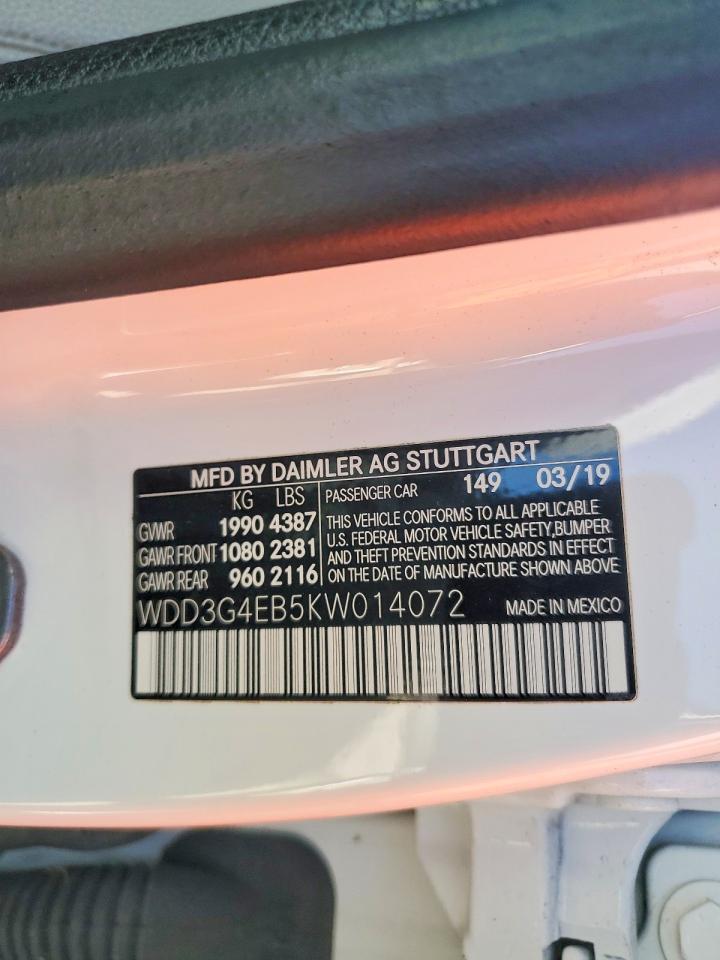 MFD BY DAIMLER AG STUTTGART
KG LBS
GVWR 1990 4387
GAWR FRONT 1080 2381
GAWR REAR 960 2116
PASSENGER CAR 149 03/19
THIS VEHICLE CONFORMS TO ALL APPLICABLE
U.S. FEDERAL MOTOR VEHICLE SAFETY,BUMPER
AND THEFT PREVENTION STANDARDS IN EFFECT
ON THE DATE OF MANUFACTURE SHOWN ABOVE
WDD3G4EB5KW014072 MADE IN MEXICO